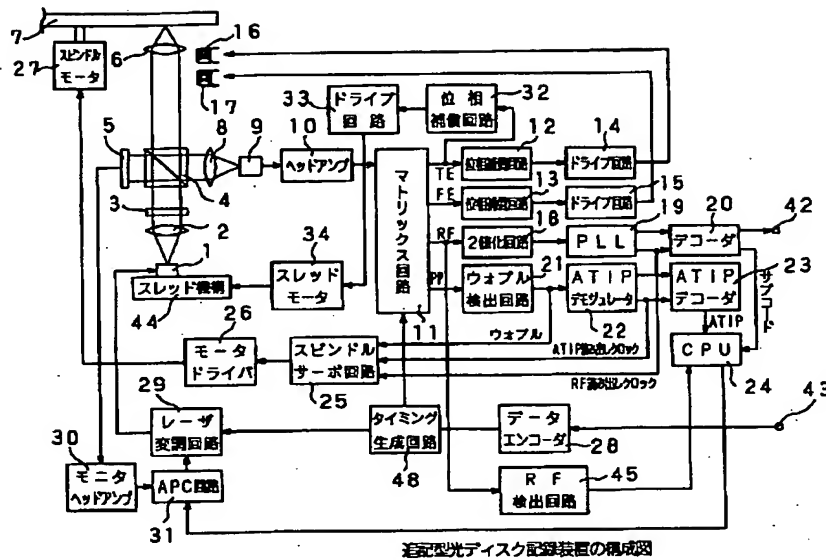 7
スピンドル
モータ
27
6
16
17
33
ドライブ
回路
位相
補償回路
32
5
8
9
10
ヘッドアンプ
4
3
2
1
スレッド機構
44
34
スレッド
モータ
マトリックス
回路
11
TE
FE
RF
PP
12
位相補償回路
14
ドライブ回路
13
位相補償回路
15
ドライブ回路
18
2値化回路
19
PLL
20
デコーダ
42
21
ウォブル
検出回路
ATIP
デモジュレータ
22
23
ATIP
デコーダ
サブコード
ATIP
CPU
24
ウォブル
ATIP読み出しクロック
RF読み出しクロック
26
モータ
ドライバ
スピンドル
サーボ回路
25
29
レーザ
変調回路
タイミング
生成回路
48
データ
エンコーダ
28
43
30
モニタ
ヘッドアンプ
APC回路
31
RF
検出回路
45
追記型光ディスク記録装置の構成図